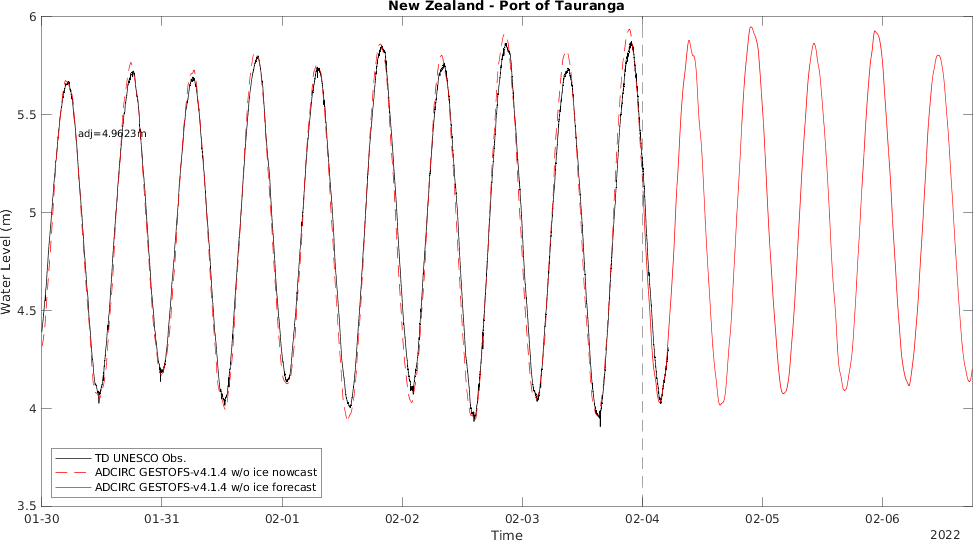 New Zealand - Port of Tauranga
6
5.5
5
4.5
4
3.5
Water Level (m)
adj=4.9623m
TD UNESCO Obs.
ADCIRC GESTOFS-v4.1.4 w/o ice nowcast
ADCIRC GESTOFS-v4.1.4 w/o ice forecast
01-30 01-31 02-01 02-02 02-03 02-04 02-05 02-06
Time
2022